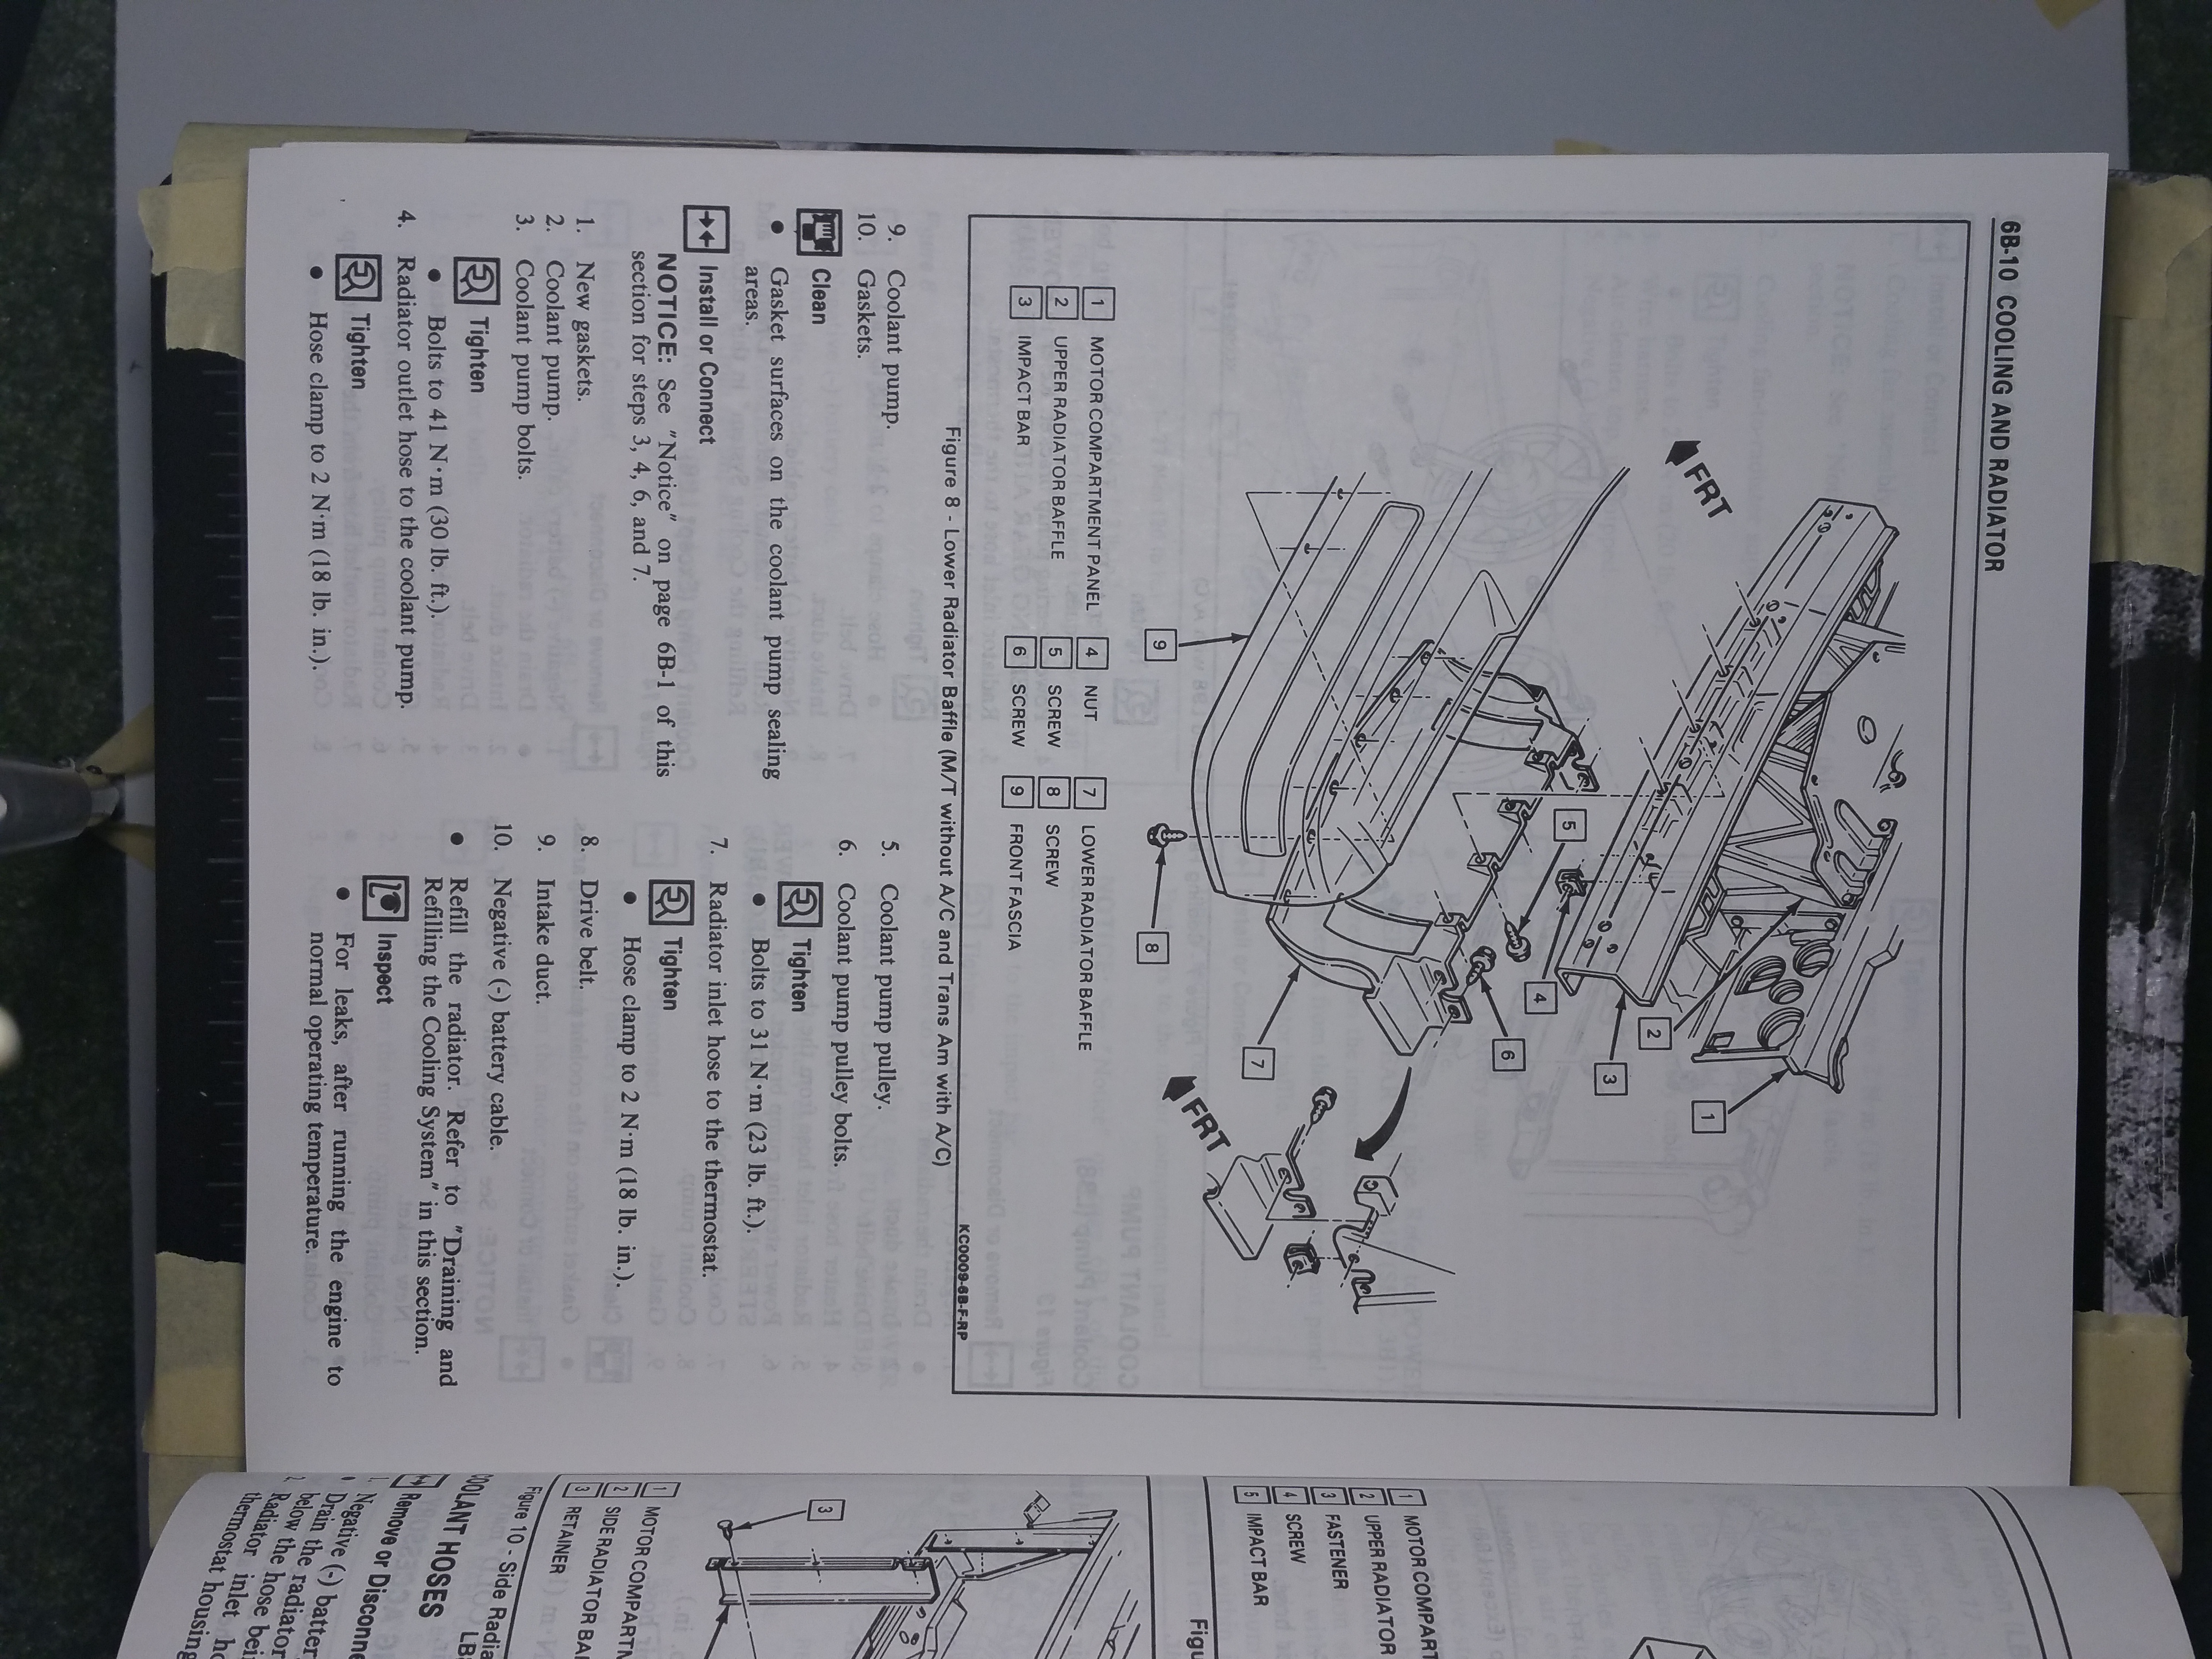 6B-10 COOLING AND RADIATOR
FRT
1
2
3
4
5
6
7
8
9
FRT
1 MOTOR COMPARTMENT PANEL
2 UPPER RADIATOR BAFFLE
3 IMPACT BAR
4 NUT
5 SCREW
6 SCREW
7 LOWER RADIATOR BAFFLE
8 SCREW
9 FRONT FASCIA
KC0009-6B-F-RP
Figure 8 - Lower Radiator Baffle (M/T without A/C and Trans Am with A/C)
9. Coolant pump.
10. Gaskets.
Clean
• Gasket surfaces on the coolant pump sealing
areas.
Install or Connect
NOTICE: See "Notice" on page 6B-1 of this
section for steps 3, 4, 6, and 7.
1. New gaskets.
2. Coolant pump.
3. Coolant pump bolts.
Tighten
• Bolts to 41 N·m (30 lb. ft.).
4. Radiator outlet hose to the coolant pump.
Tighten
• Hose clamp to 2 N·m (18 lb. in.).
5. Coolant pump pulley.
6. Coolant pump pulley bolts.
Tighten
• Bolts to 31 N·m (23 lb. ft.).
7. Radiator inlet hose to the thermostat.
Tighten
• Hose clamp to 2 N·m (18 lb. in.).
8. Drive belt.
9. Intake duct.
10. Negative (-) battery cable.
• Refill the radiator. Refer to "Draining and
Refilling the Cooling System" in this section.
Inspect
• For leaks, after running the engine to
normal operating temperature.
1 MOTOR COMPART
2 UPPER RADIATOR
3 FASTENER
4 SCREW
5 IMPACT BAR
Figu
3
1 MOTOR COMPARTM
2 SIDE RADIATOR BA
3 RETAINER
Figure 10 - Side Radia
COOLANT HOSES
Remove or Disconne
1. Negative (-) batter
• Drain the radiator
below the hose bei
2. Radiator inlet ho
thermostat housing